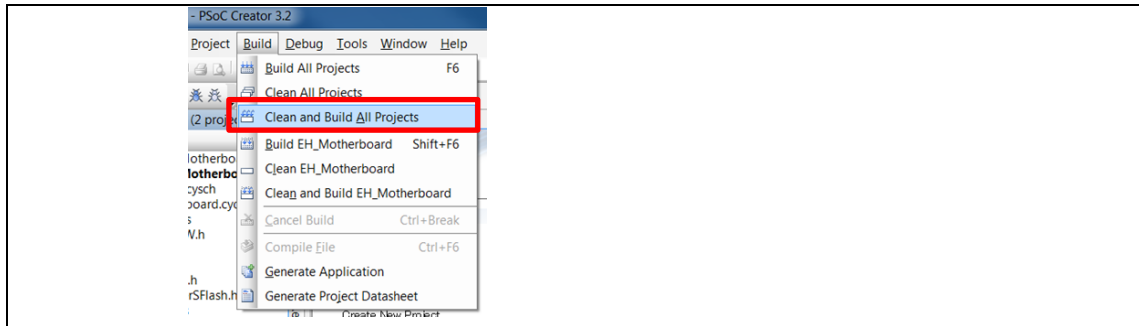 - PSoC Creator 3.2
Project Build Debug Tools Window Help
Build All Projects F6
Clean All Projects
(2 proje
Clean and Build All Projects
Build EH_Motherboard Shift+F6
lotherbo
Clean EH_Motherboard
Motherbo
cysch
Clean and Build EH_Motherboard
board.cyd
s
Cancel Build Ctrl+Break
W.h
Compile File Ctrl+F6
Generate Application
.h
rSFlash.h
Generate Project Datasheet
Create New Project